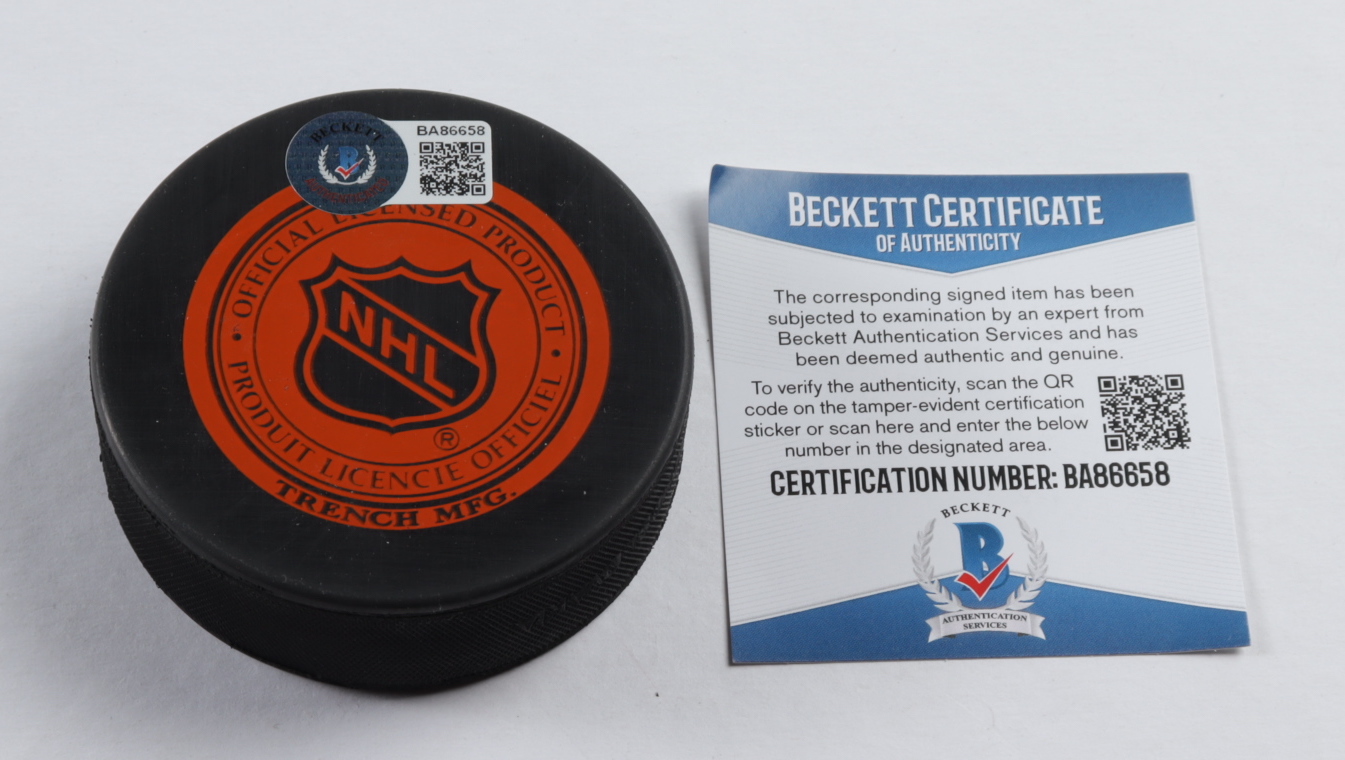 BECKETT
AUTHENTICATION
BA86658
OFFICIAL LICENSED PRODUCT
NHL
®
PRODUIT LICENCIE OFFICIEL
TRENCH MFG.
BECKETT CERTIFICATE
OF AUTHENTICITY
The corresponding signed item has been
subjected to examination by an expert from
Beckett Authentication Services and has
been deemed authentic and genuine.
To verify the authenticity, scan the QR
code on the tamper-evident certification
sticker or scan here and enter the below
number in the designated area.
CERTIFICATION NUMBER: BA86658
BECKETT
B
AUTHENTICATION
SERVICES